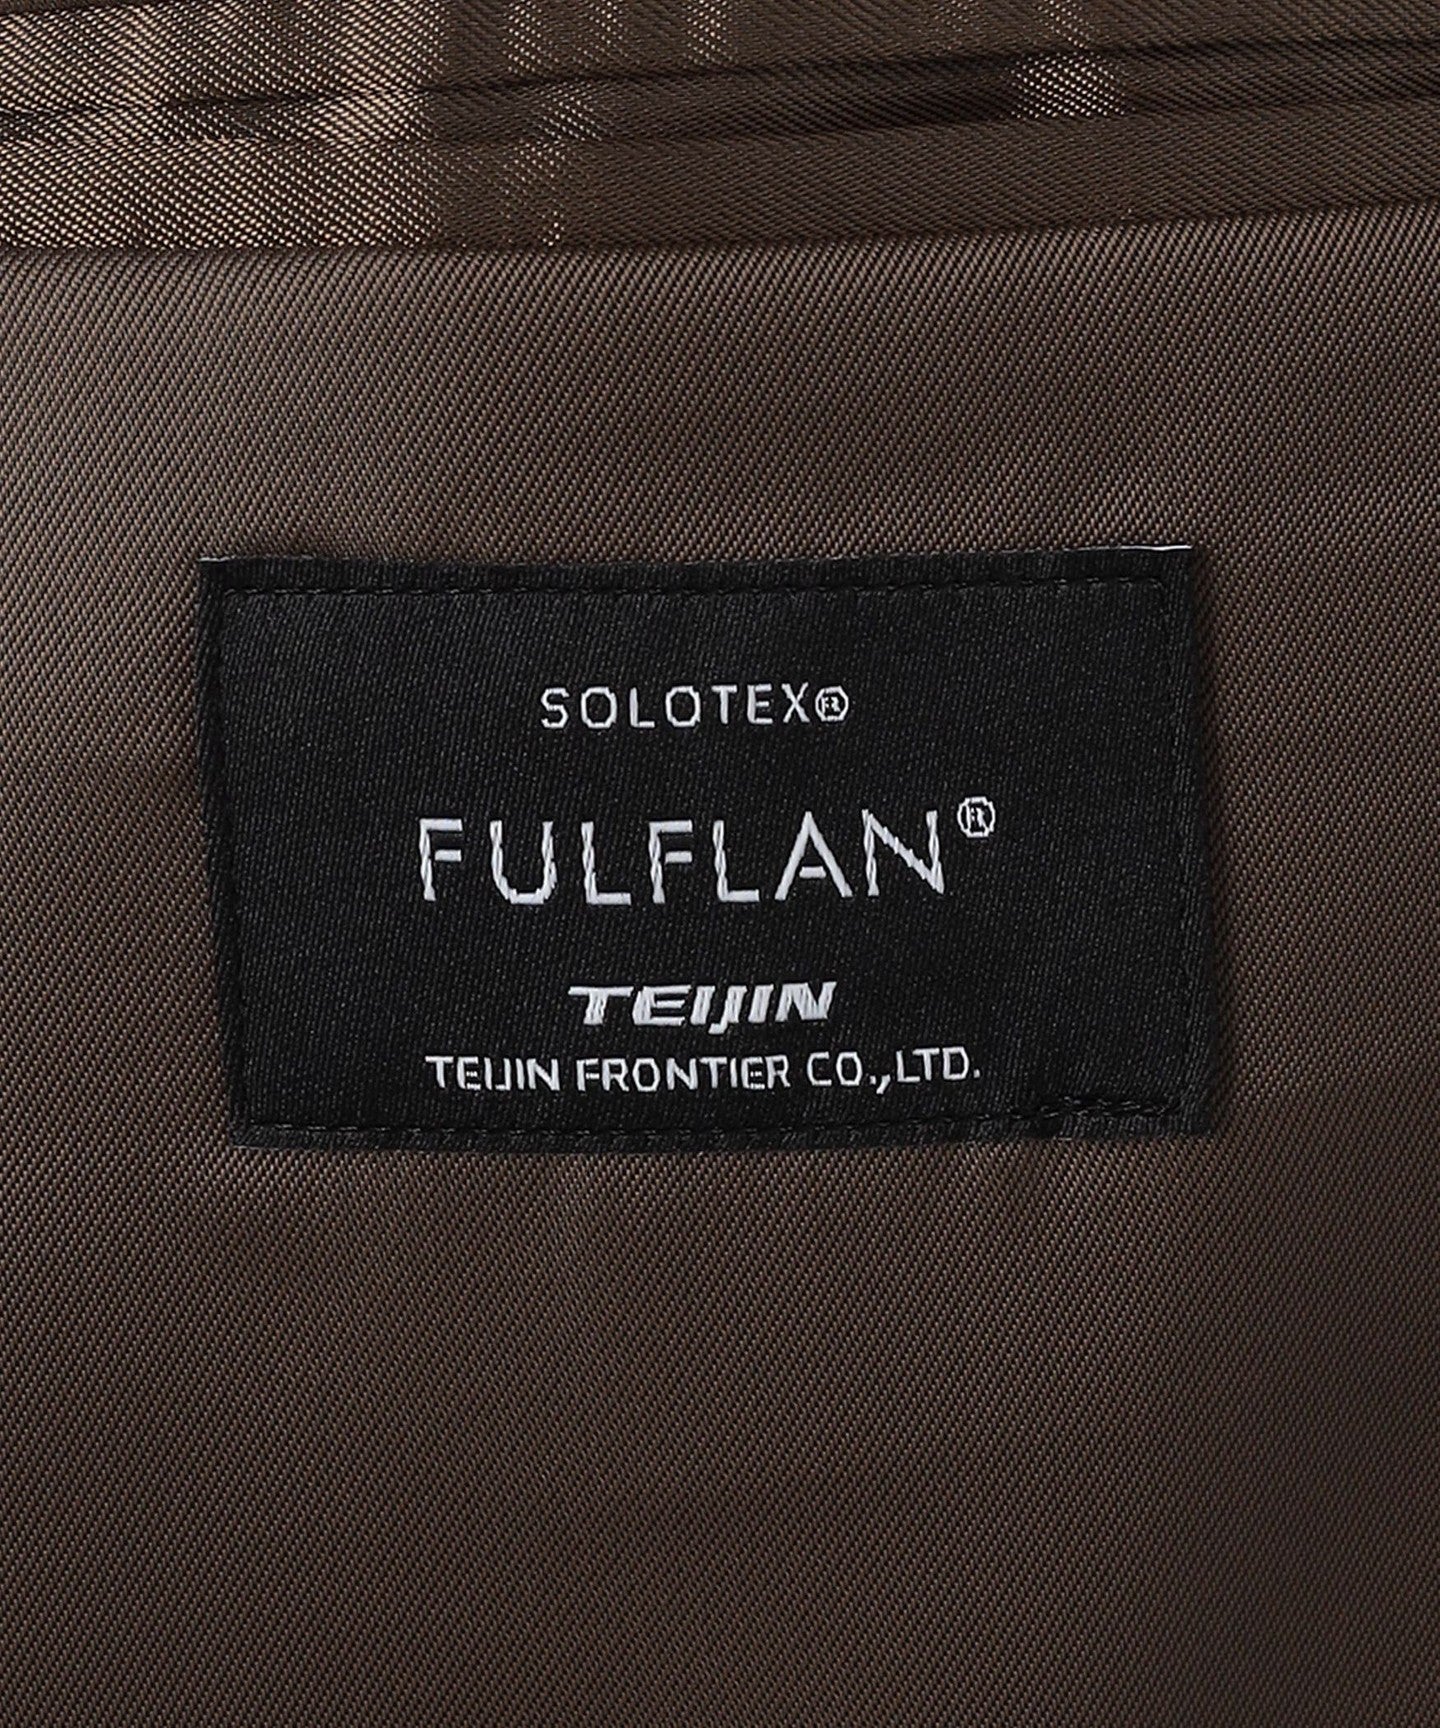 SOLOTEX®
FULFLAN®
TEIJIN
TEIJIN FRONTIER CO.,LTD.